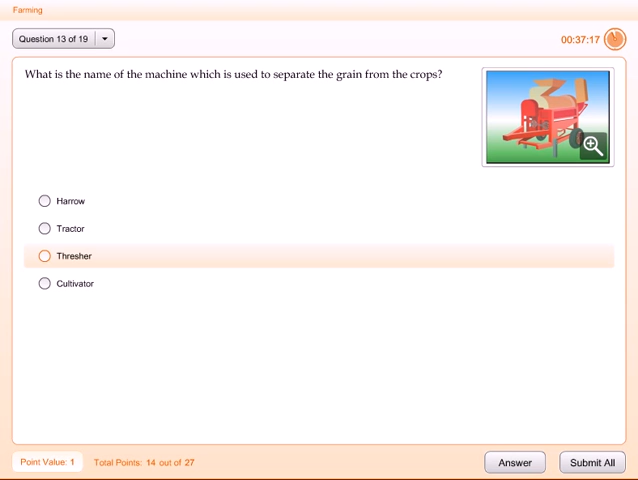 Farming
Question 13 of 19
00:37:17
What is the name of the machine which is used to separate the grain from the crops?
Harrow
Tractor
Thresher
Cultivator
Point Value: 1 Total Points: 14 out of 27
Answer Submit All